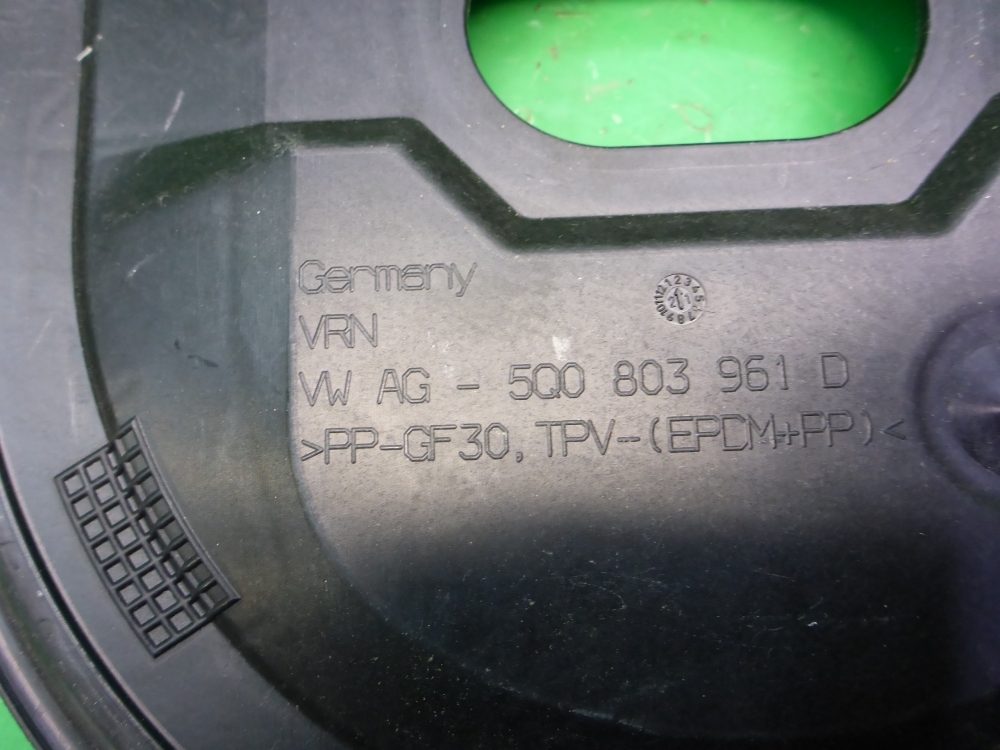 Germany
VRN
VW AG - 5Q0 803 961 D
>PP-GF30, TPV-(EPDM+PP)<